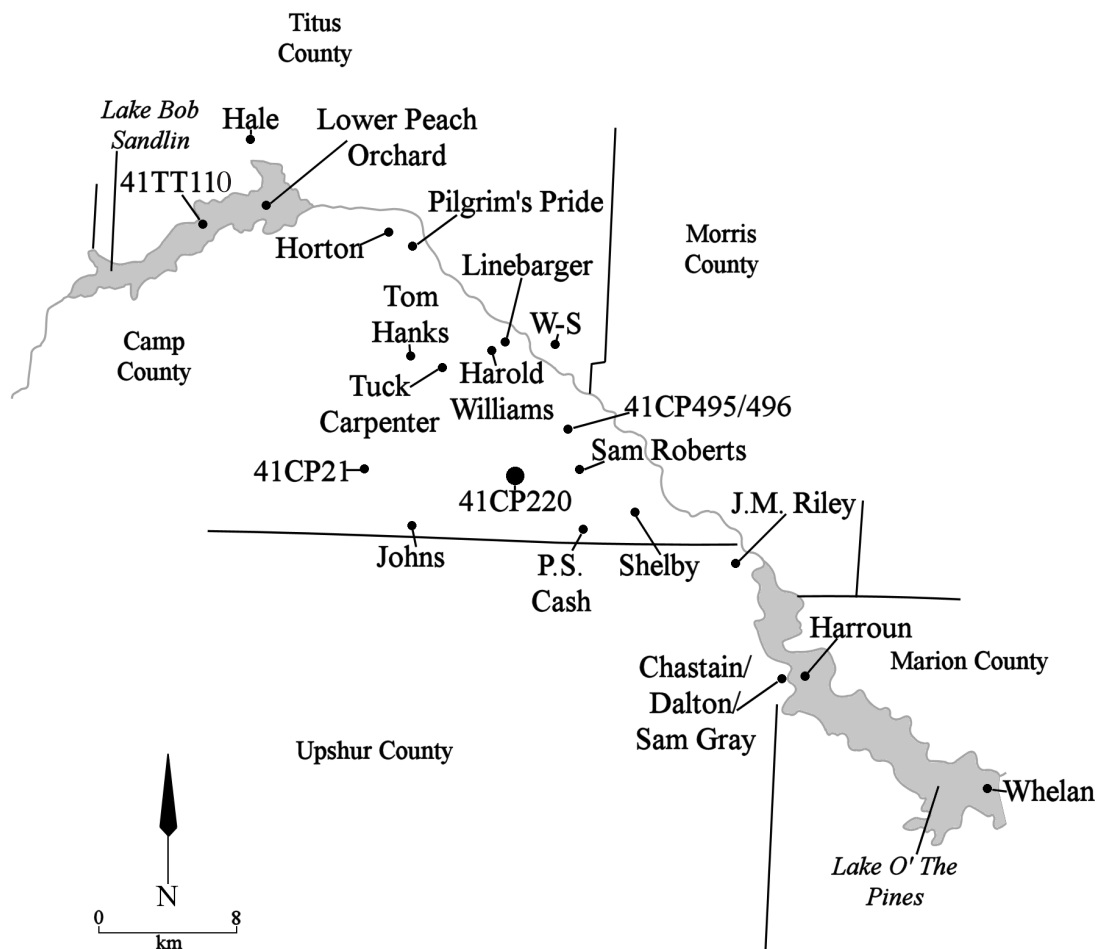 Titus
County
Lake Bob
Sandlin
Hale
Lower Peach
Orchard
41TT110
Pilgrim's Pride
Horton
Morris
County
Linebarger
Tom
Hanks
W-S
Camp
County
Harold
Williams
Tuck
Carpenter
41CP495/496
Sam Roberts
41CP21
41CP220
J.M. Riley
Johns
P.S.
Cash
Shelby
Harroun
Marion County
Chastain/
Dalton/
Sam Gray
Upshur County
Whelan
Lake O' The
Pines
N
0 8
km